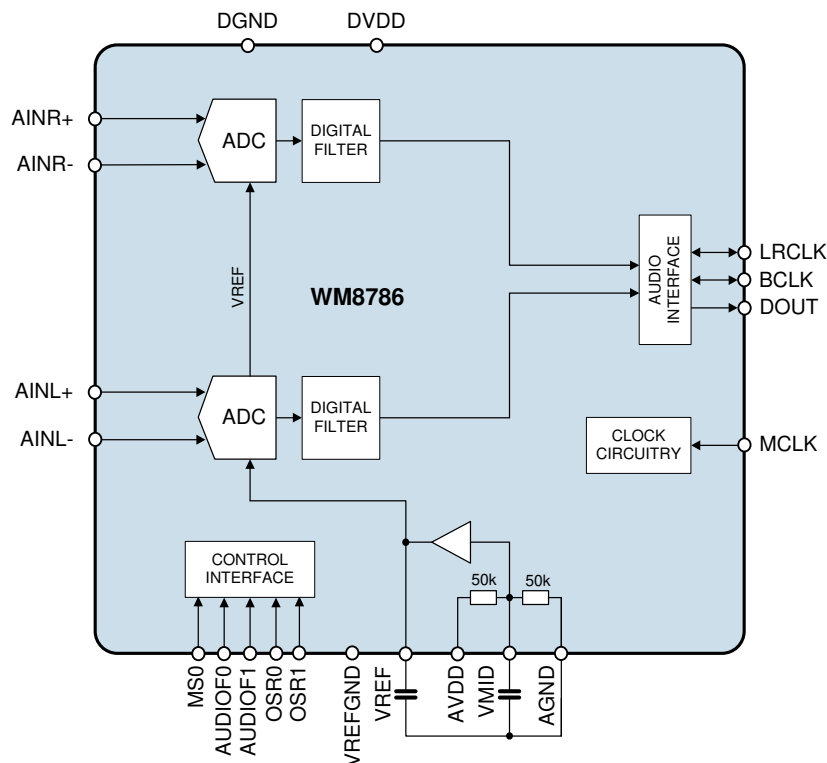 DGND
DVDD
AINR+
AINR-
ADC
DIGITAL
FILTER
VREF
WM8786
AUDIO
INTERFACE
LRCLK
BCLK
DOUT
AINL+
AINL-
ADC
DIGITAL
FILTER
CLOCK
CIRCUITRY
MCLK
CONTROL
INTERFACE
50k
50k
MS0
AUDIOF0
AUDIOF1
OSR0
OSR1
VREFGND
VREF
AVDD
VMID
AGND